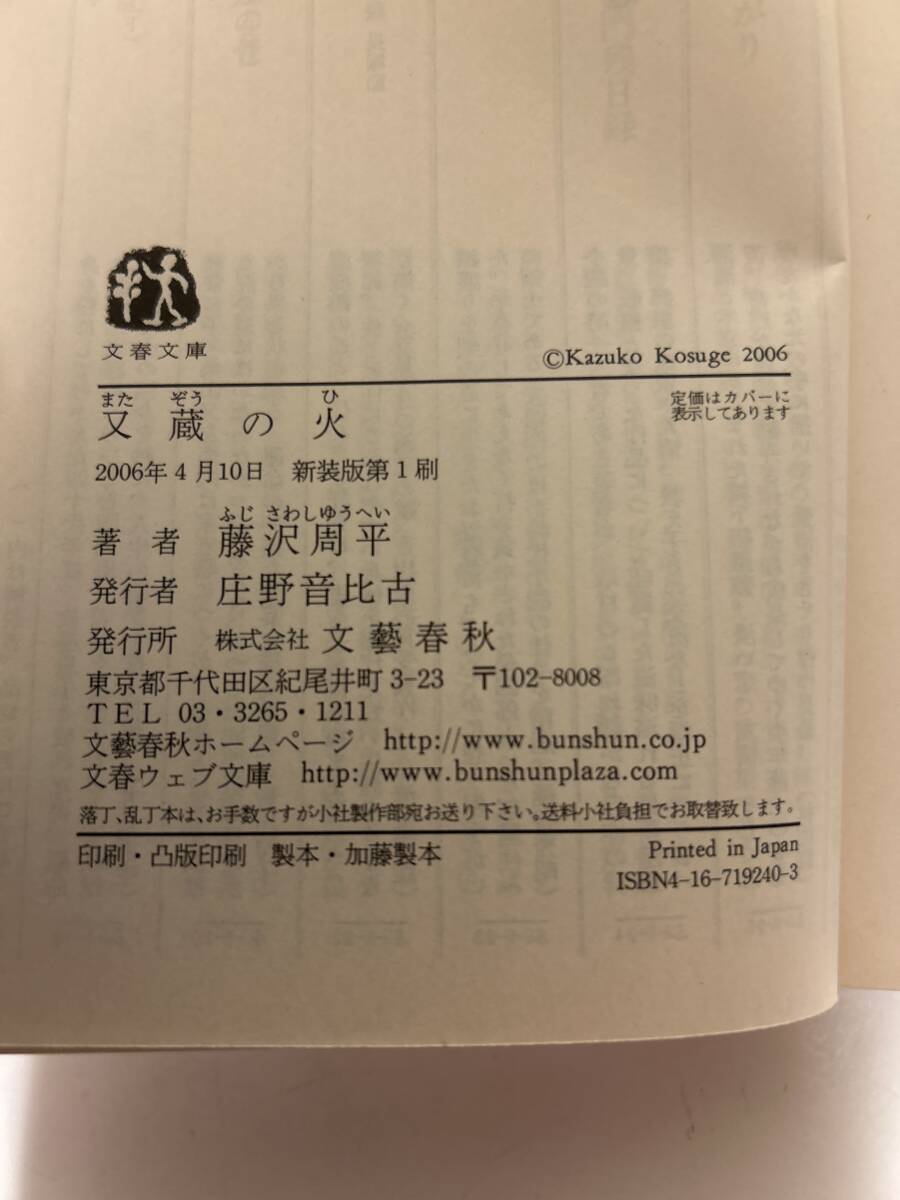 文春文庫
©Kazuko Kosuge 2006
また ぞう ひ
又蔵の火
定価はカバーに
表示してあります
2006年4月10日 新装版第1刷
ふじ さわしゆうへい
著 者 藤沢周平
発行者 庄野音比古
発行所 株式会社 文藝春秋
東京都千代田区紀尾井町3-23 〒102-8008
TEL 03・3265・1211
文藝春秋ホームページ http://www.bunshun.co.jp
文春ウェブ文庫 http://www.bunshunplaza.com
落丁、乱丁本は、お手数ですが小社製作部宛お送り下さい。送料小社負担でお取替致します。
印刷・凸版印刷 製本・加藤製本
Printed in Japan
ISBN4-16-719240-3